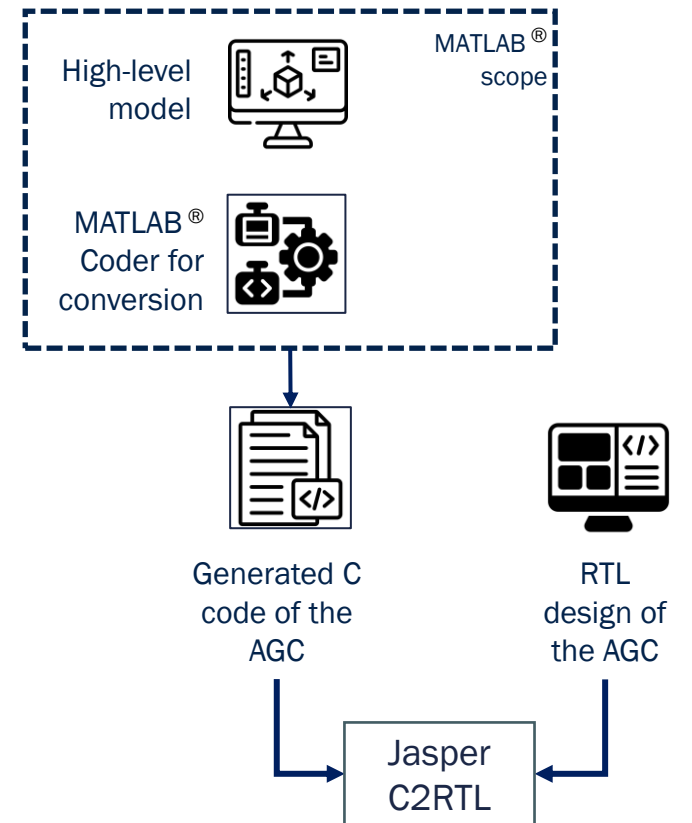 MATLAB ®
scope
High-level
model
MATLAB ®
Coder for
conversion
Generated C
code of the
AGC
RTL
design of
the AGC
Jasper
C2RTL